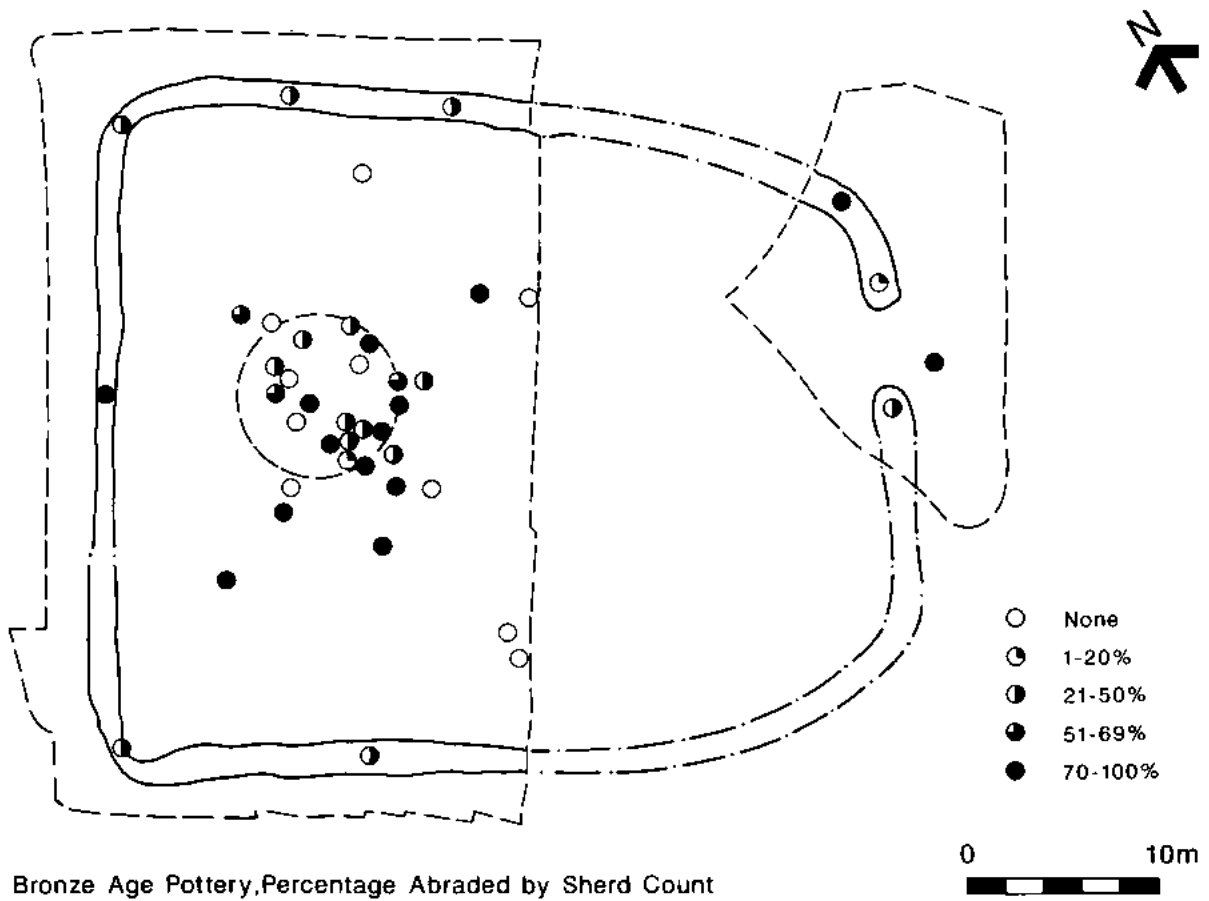 N
None
1-20%
21-50%
51-69%
70-100%
0 10m
Bronze Age Pottery,Percentage Abraded by Sherd Count